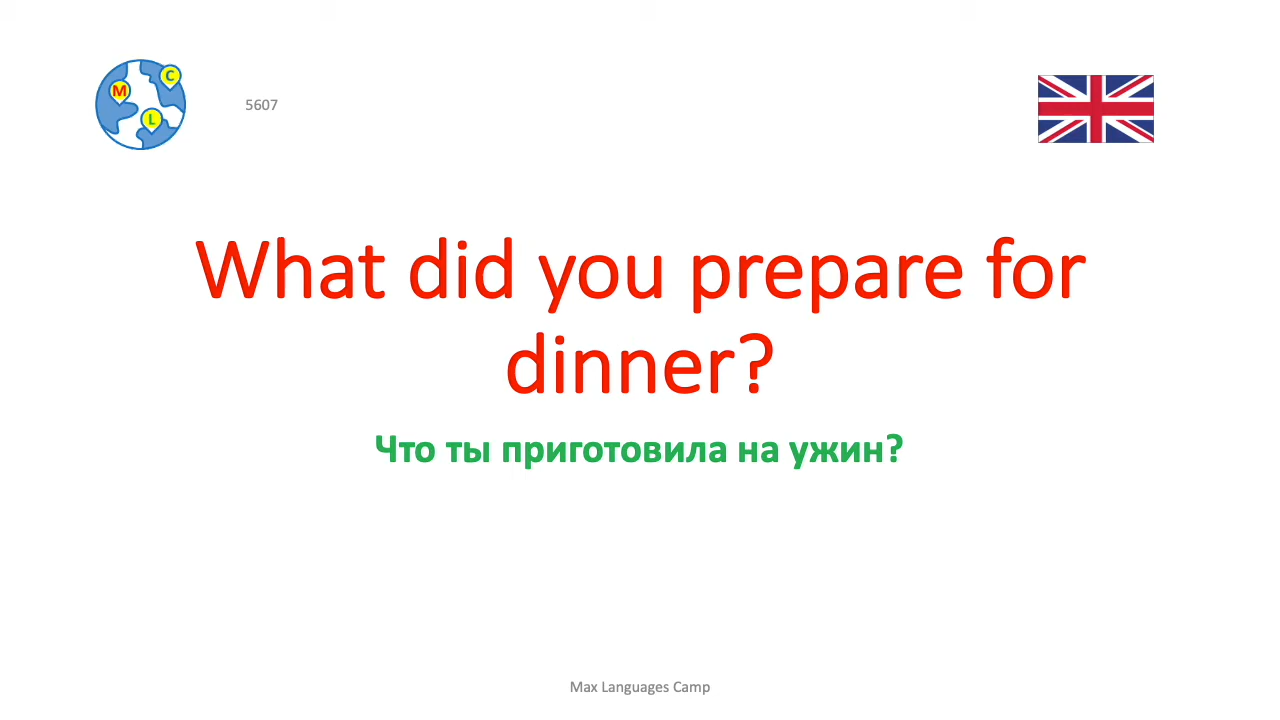 C
M
L
5607
What did you prepare for
dinner?
Что ты приготовила на ужин?
Max Languages Camp